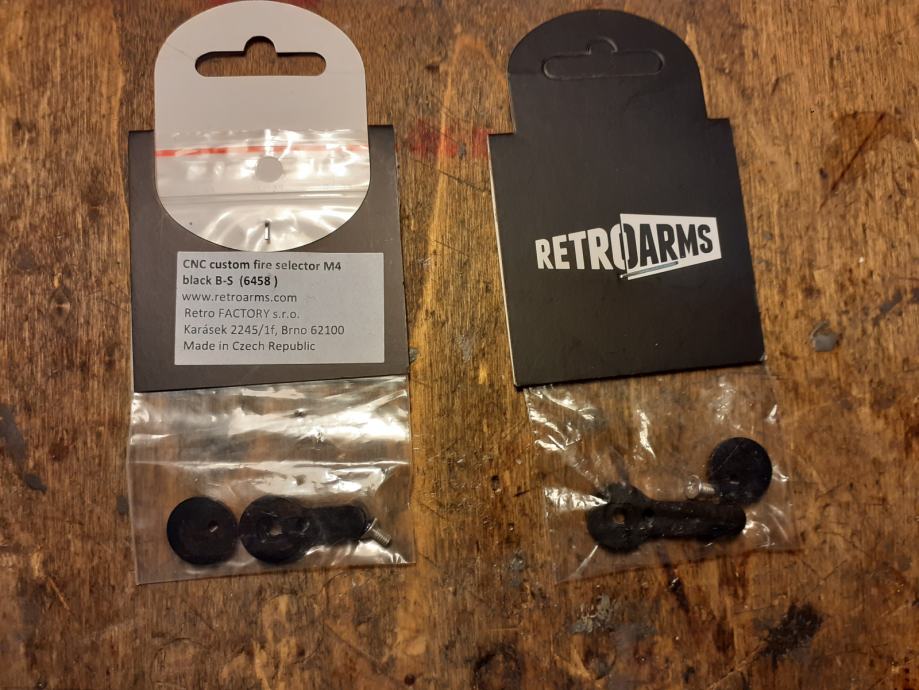 CNC custom fire selector M4
black B-S (6458 )
www.retroarms.com
Retro FACTORY s.r.o.
Karásek 2245/1f, Brno 62100
Made in Czech Republic
RETROARMS